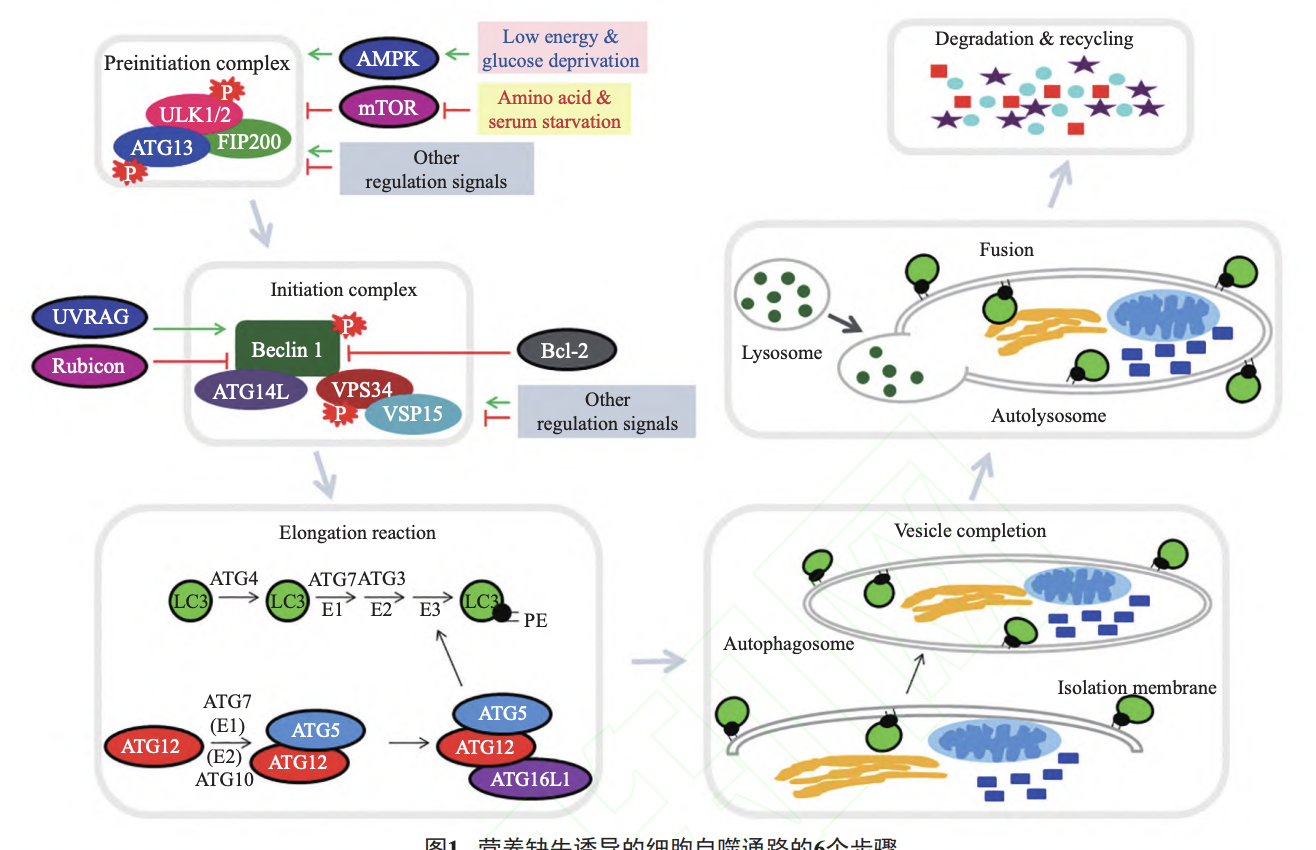 Preinitiation complex
P
ULK1/2
ATG13
FIP200
P
AMPK
mTOR
Low energy &
glucose deprivation
Amino acid &
serum starvation
Other
regulation signals
Initiation complex
UVRAG
Rubicon
Beclin 1
P
ATG14L
VPS34
P
VSP15
Bcl-2
Other
regulation signals
Elongation reaction
LC3
ATG4
LC3
ATG7
E1
ATG3
E2
E3
LC3
PE
ATG12
ATG7
(E1)
(E2)
ATG10
ATG5
ATG12
ATG5
ATG12
ATG16L1
Vesicle completion
Autophagosome
Isolation membrane
Fusion
Lysosome
Autolysosome
Degradation & recycling
图1 营养缺失诱导的细胞自噬通路的6个步骤